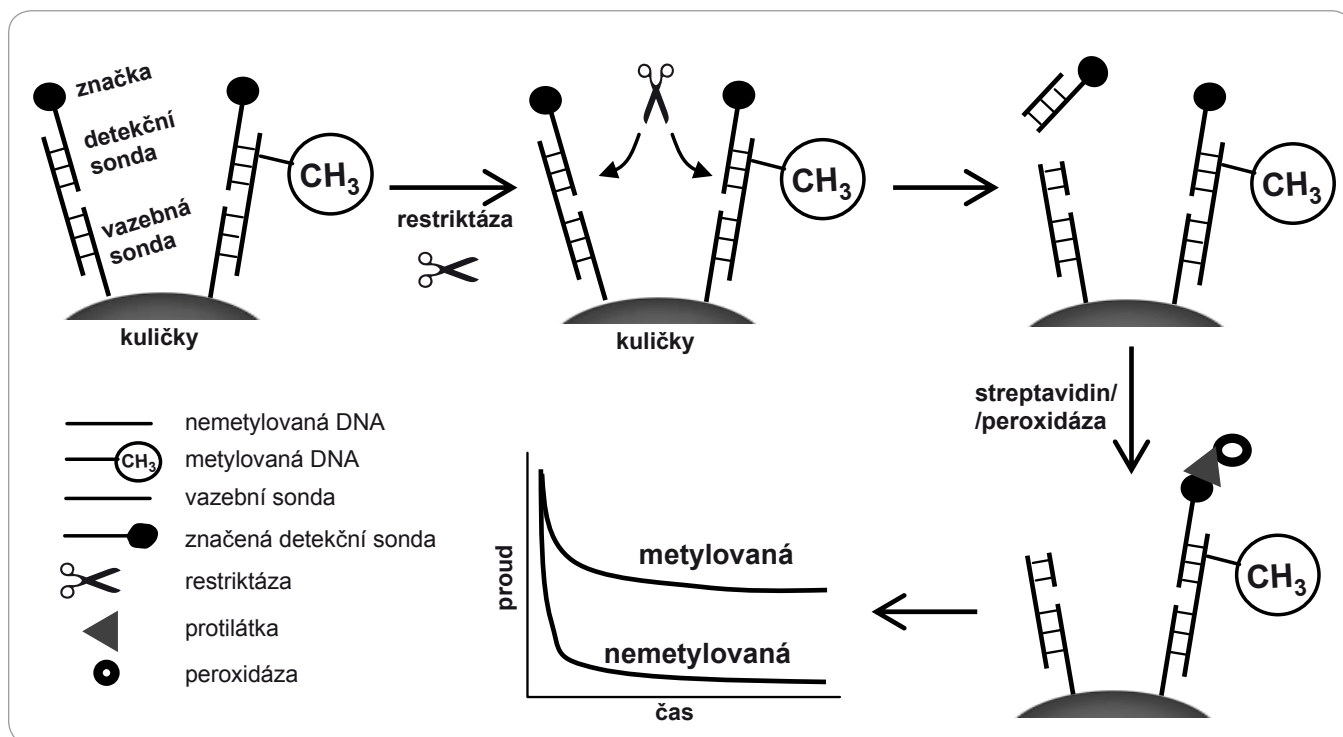 značka
detekční
sonda
vazebná
sonda
CH3
kuličky
restriktáza
CH3
kuličky
CH3
streptavidin/
/peroxidáza
CH3
nemetylovaná DNA
CH3
metylovaná DNA
vazební sonda
značená detekční sonda
restriktáza
protilátka
peroxidáza
proud
metylovaná
nemetylovaná
čas